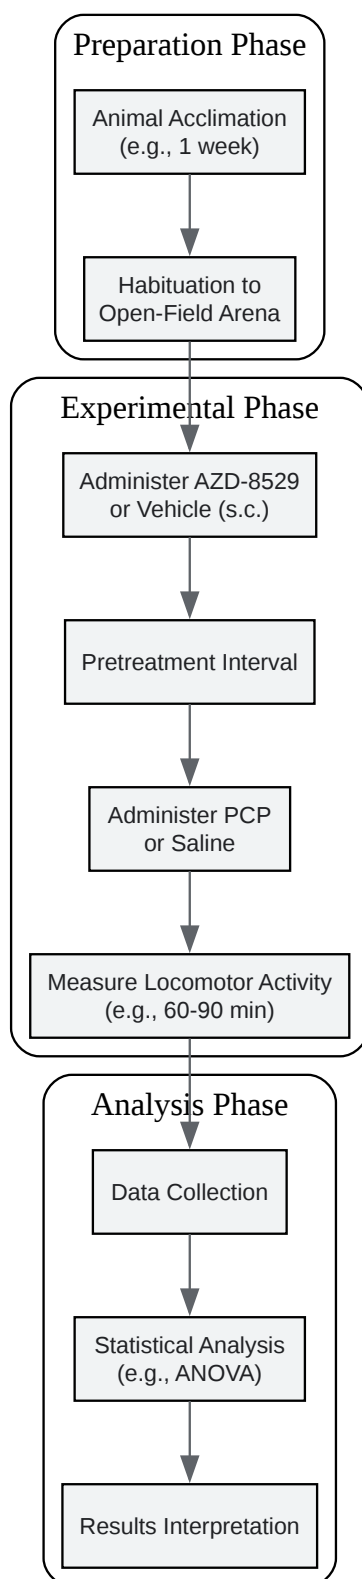 Preparation Phase
Animal Acclimation
(e.g., 1 week)
Habituation to
Open-Field Arena
Experimental Phase
Administer AZD-8529
or Vehicle (s.c.)
Pretreatment Interval
Administer PCP
or Saline
Measure Locomotor Activity
(e.g., 60-90 min)
Analysis Phase
Data Collection
Statistical Analysis
(e.g., ANOVA)
Results Interpretation